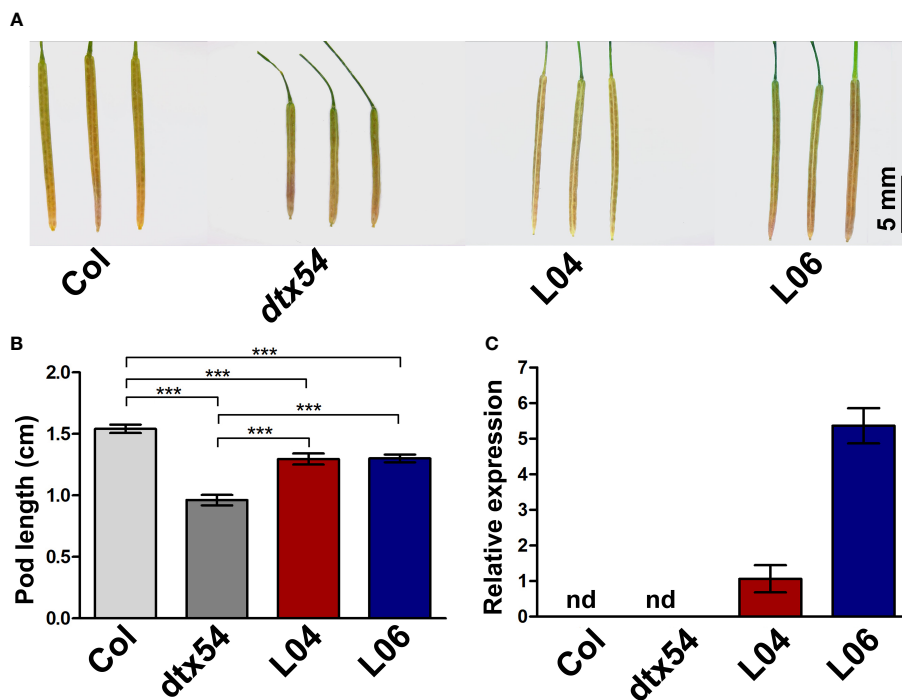 A
5 mm
Col
dtx54
L04
L06
B
Pod length (cm)
2.0
1.5
1.0
0.5
0.0
***
***
***
***
***
Col
dtx54
L04
L06
C
Relative expression
7
6
5
4
3
2
1
0
nd
nd
Col
dtx54
L04
L06